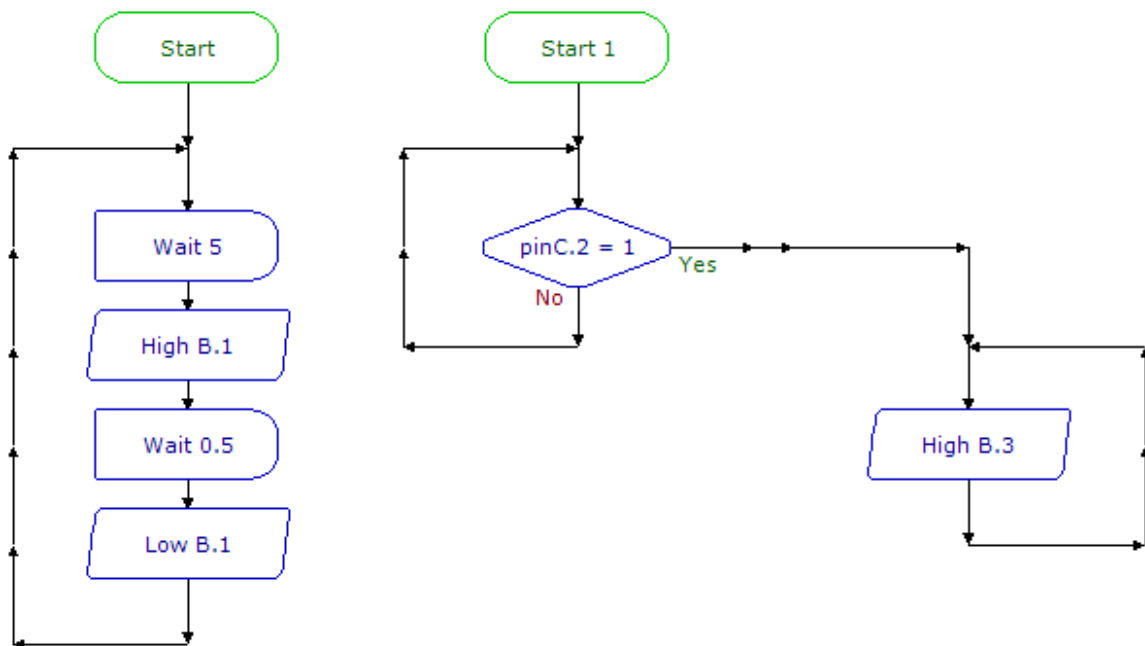 Start
Wait 5
High B.1
Wait 0.5
Low B.1
Start 1
pinC.2 = 1
Yes
No
High B.3